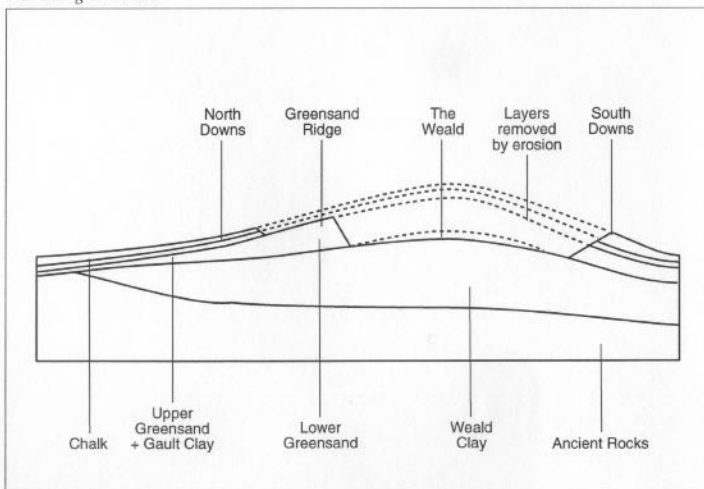 North
Downs
Greensand
Ridge
The
Weald
Layers
removed
by erosion
South
Downs
Chalk
Upper
Greensand
+ Gault Clay
Lower
Greensand
Weald
Clay
Ancient Rocks